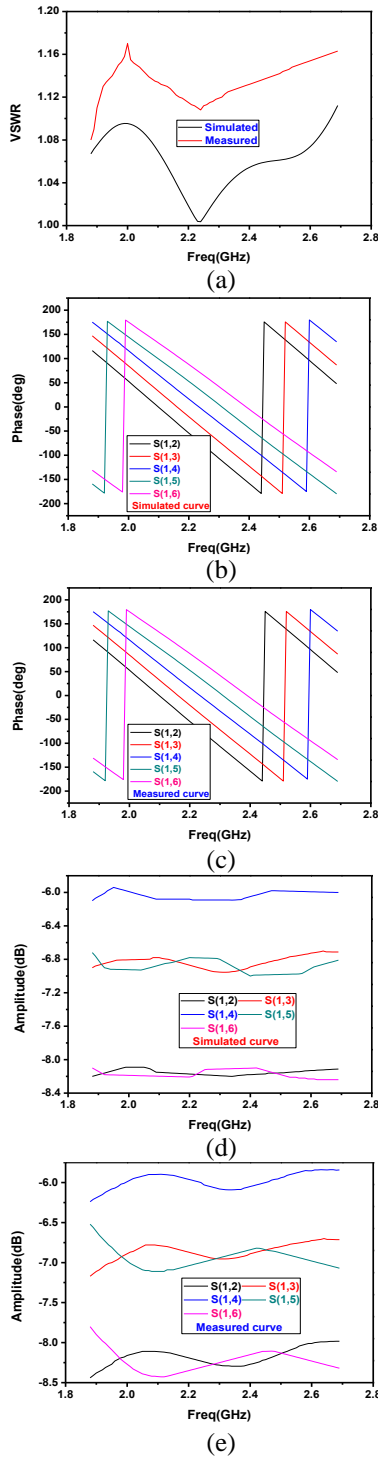 1.20
1.16
1.12
1.08
1.04
1.00
VSWR
Simulated
Measured
1.8 2.0 2.2 2.4 2.6 2.8
Freq(GHz)
(a)
200
150
100
50
0
-50
-100
-150
-200
Phase(deg)
S(1,2)
S(1,3)
S(1,4)
S(1,5)
S(1,6)
Simulated curve
1.8 2.0 2.2 2.4 2.6 2.8
Freq(GHz)
(b)
200
150
100
50
0
-50
-100
-150
-200
Phase(deg)
S(1,2)
S(1,3)
S(1,4)
S(1,5)
S(1,6)
Measured curve
1.8 2.0 2.2 2.4 2.6 2.8
Freq(GHz)
(c)
-6.0
-6.6
-7.2
-7.8
-8.4
Amplitude(dB)
S(1,2) S(1,3)
S(1,4) S(1,5)
S(1,6)
Simulated curve
1.8 2.0 2.2 2.4 2.6 2.8
Freq(GHz)
(d)
-6.0
-6.5
-7.0
-7.5
-8.0
-8.5
Amplitude(dB)
S(1,2) S(1,3)
S(1,4) S(1,5)
S(1,6)
Measured curve
1.8 2.0 2.2 2.4 2.6 2.8
Freq(GHz)
(e)